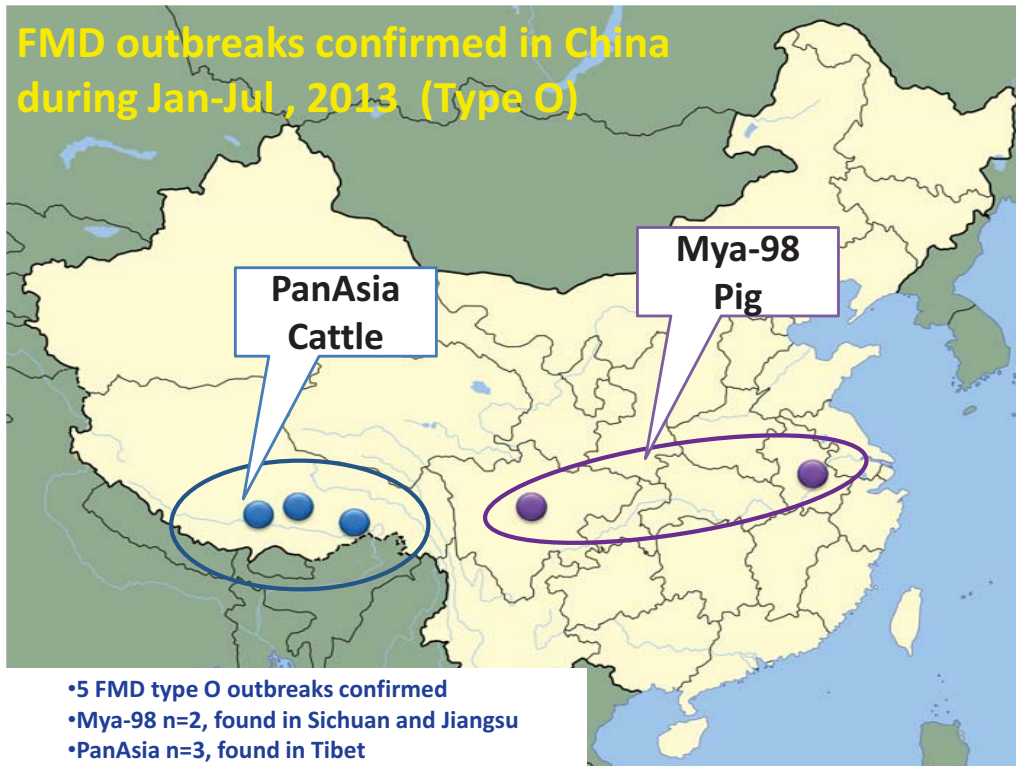 FMD outbreaks confirmed in China
during Jan-Jul , 2013 (Type O)
Mya-98
Pig
PanAsia
Cattle
•5 FMD type O outbreaks confirmed
•Mya-98 n=2, found in Sichuan and Jiangsu
•PanAsia n=3, found in Tibet